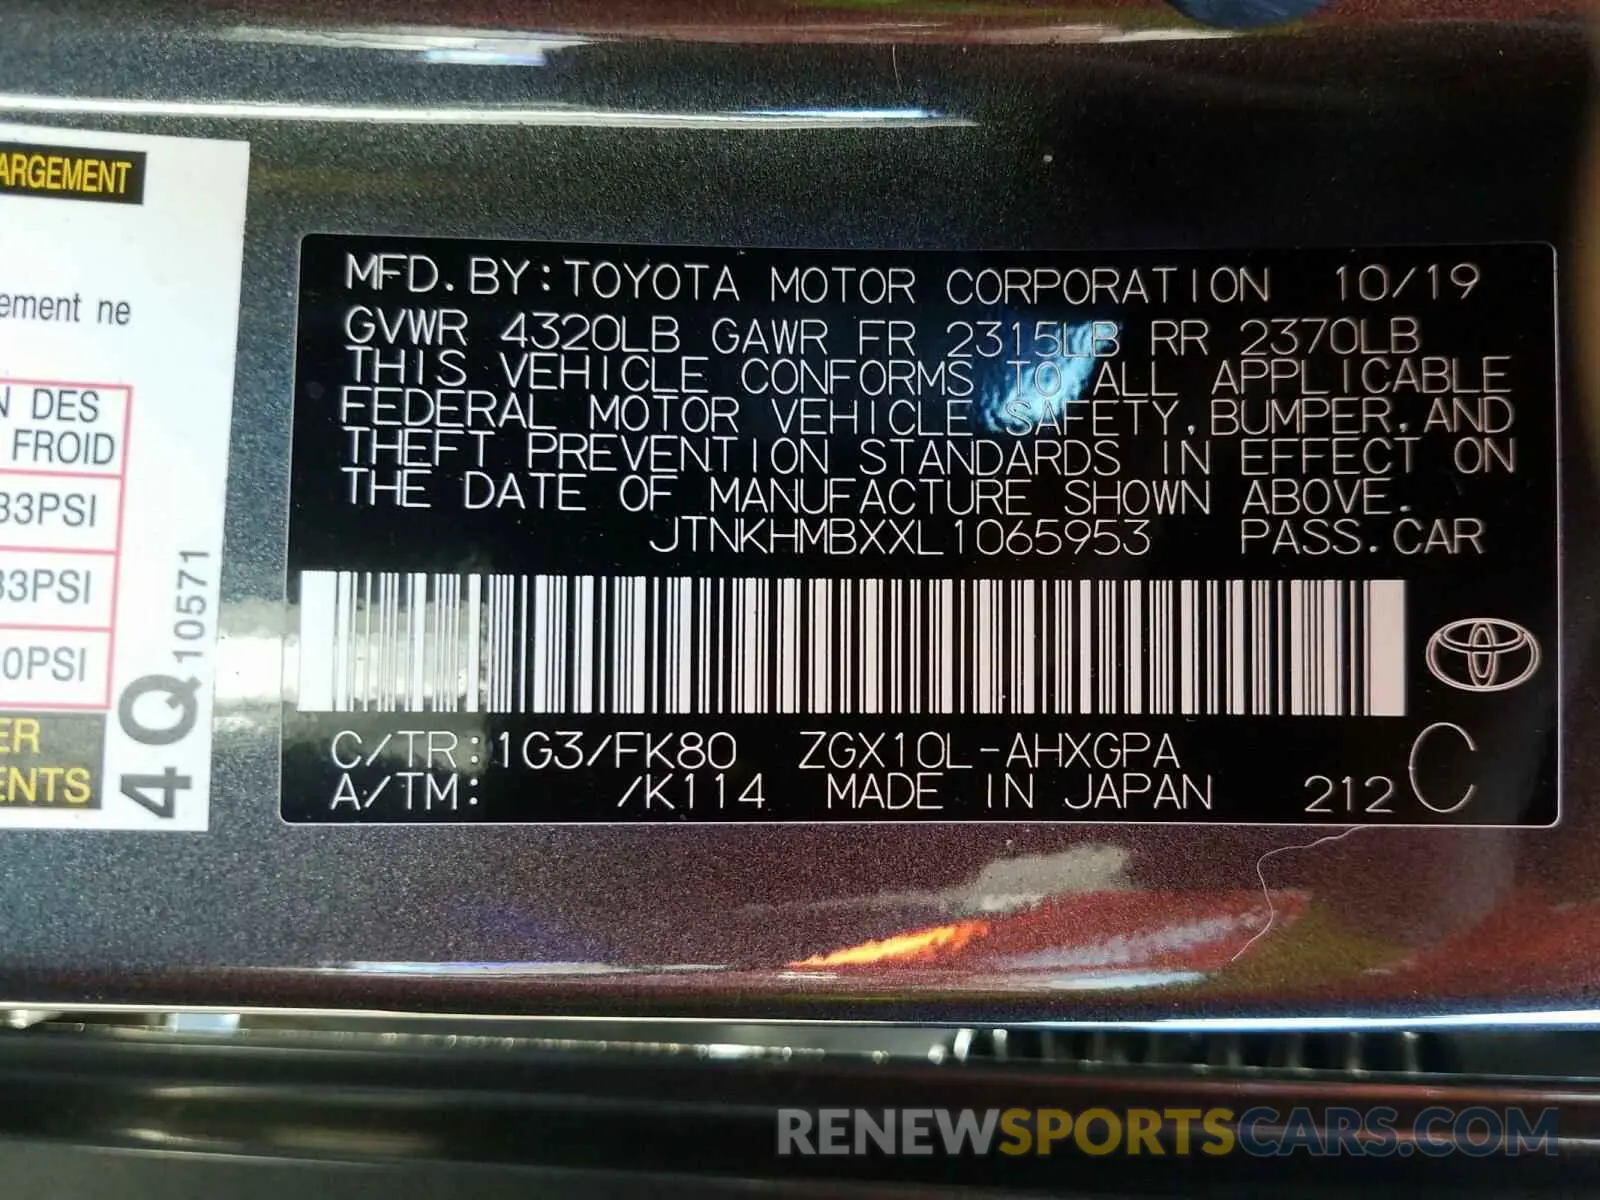 ARGEMENT
ement ne
N DES
FROID
33PSI
33PSI
0PSI
ER
ENTS
4Q10571
MFD. BY: TOYOTA MOTOR CORPORATION 10/19
GVWR 4320LB GAWR FR 2315LB RR 2370LB
THIS VEHICLE CONFORMS TO ALL APPLICABLE
FEDERAL MOTOR VEHICLE SAFETY, BUMPER, AND
THEFT PREVENTION STANDARDS IN EFFECT ON
THE DATE OF MANUFACTURE SHOWN ABOVE.
JTNKHMBXXL1065953 PASS. CAR
C/TR: 1G3/FK80 ZGX10L-AHXGPA
A/TM: /K114 MADE IN JAPAN 212 C
RENEWSPORTSCARS.COM